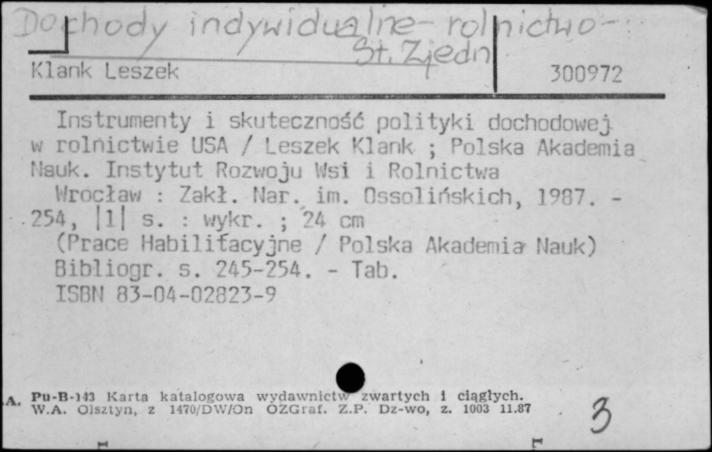 Dochody indywidualne - rolnictwo -
St. Zjedn
Klank Leszek 300972
Instrumenty i skuteczność polityki dochodowej
w rolnictwie USA / Leszek Klank ; Polska Akademia
Nauk. Instytut Rozwoju Wsi i Rolnictwa
Wrocław : Zakł. Nar. im. Ossolińskich, 1987. -
254, |1| s. : wykr. ; 24 cm
(Prace Habilitacyjne / Polska Akademia Nauk)
Bibliogr. s. 245-254. - Tab.
ISBN 83-04-02823-9
A. Pu-B-143 Karta katalogowa wydawnictw zwartych i ciągłych.
W.A. Olsztyn, z 1470/DW/On OZGraf. Z.P. Dz-wo, z. 1003 11.87
3